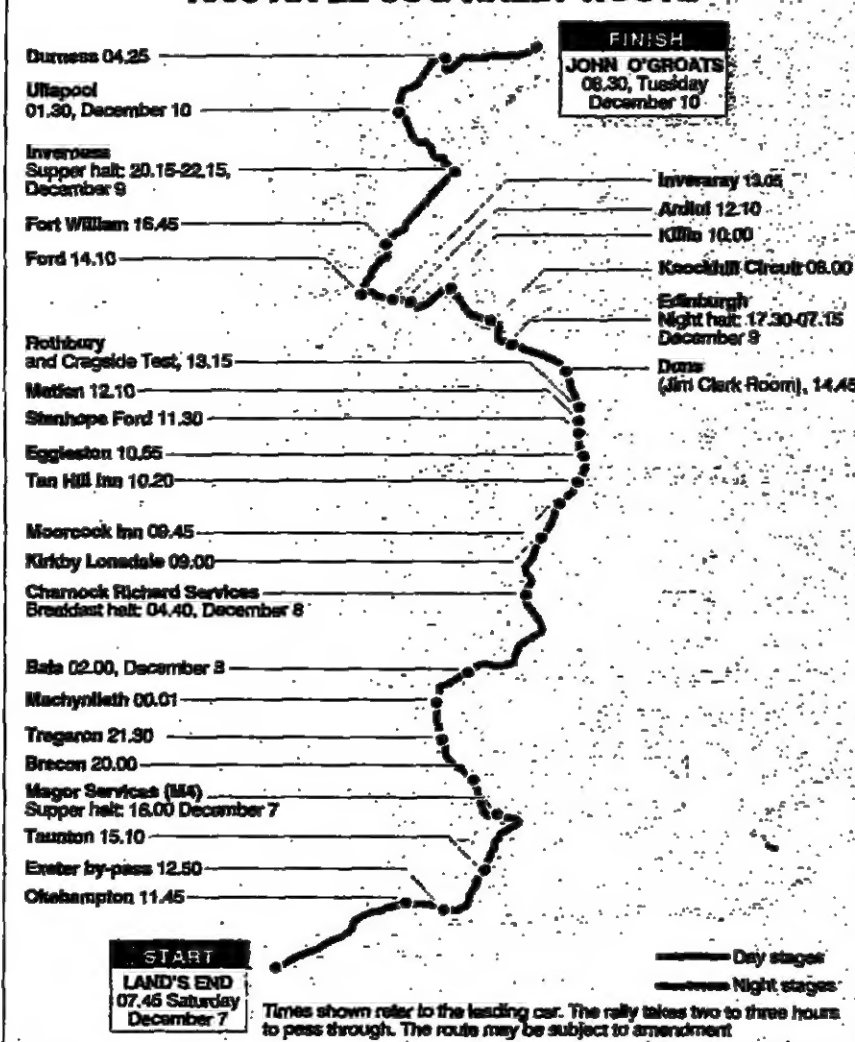 Durness 04.25
Ullapool
01.30, December 10
Inverness
Supper halt: 20.15-22.15,
December 9
Fort William 16.45
Ford 14.10
Rothbury
and Cragside Test, 13.15
Matfen 12.10
Stanhope Ford 11.30
Eggleston 10.55
Tan Hill Inn 10.20
Moorcock Inn 09.45
Kirkby Lonsdale 09.00
Charnock Richard Services
Breakfast halt: 04.40, December 8
Bala 02.00, December 8
Machynlleth 00.01
Tregaron 21.30
Brecon 20.00
Magor Services (M4)
Supper halt: 16.00 December 7
Taunton 15.10
Exeter by-pass 12.50
Okehampton 11.45
START
LAND'S END
07.45 Saturday
December 7
FINISH
JOHN O'GROATS
08.30, Tuesday
December 10
Inveraray 13.05
12.10
Killin 10.00
Knockhill Circuit 08.00
Edinburgh
Night halt: 17.30-07.15
December 9
Duns
(Jim Clark Room), 14.45
Day stages
Night stages
Times shown refer to the leading car. The rally takes two to three hours
to pass through. The route may be subject to amendment